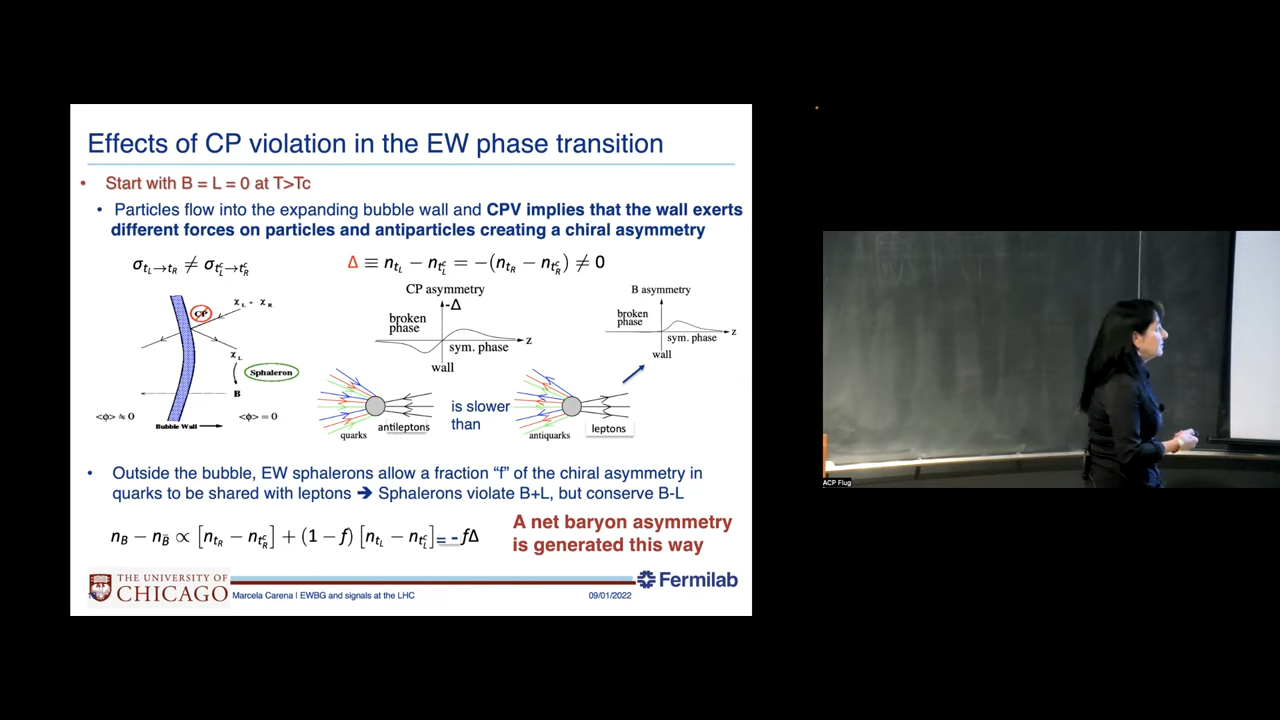 Effects of CP violation in the EW phase transition
• Start with B = L = 0 at T>Tc
• Particles flow into the expanding bubble wall and CPV implies that the wall exerts
different forces on particles and antiparticles creating a chiral asymmetry
σ_{t_L→t_R} ≠ σ_{t_L^c→t_R^c}
Δ ≡ n_{t_L} − n_{t_L^c} = −(n_{t_R} − n_{t_R^c}) ≠ 0
CP
χ_L + χ_R
χ_L
Sphaleron
B
<φ> ≠ 0
<φ> = 0
Bubble Wall
CP asymmetry
-Δ
broken
phase
z
sym. phase
wall
B asymmetry
broken
phase
z
sym. phase
wall
quarks
antileptons
is slower
than
antiquarks
leptons
• Outside the bubble, EW sphalerons allow a fraction “f” of the chiral asymmetry in
quarks to be shared with leptons ➔ Sphalerons violate B+L, but conserve B-L
n_B − n_{B̄} ∝ [n_{t_R} − n_{t_R^c}] + (1 − f) [n_{t_L} − n_{t_L^c}] = - fΔ
A net baryon asymmetry
is generated this way
THE UNIVERSITY OF
CHICAGO
Marcela Carena | EWBG and signals at the LHC
09/01/2022
Fermilab
ACP Flug